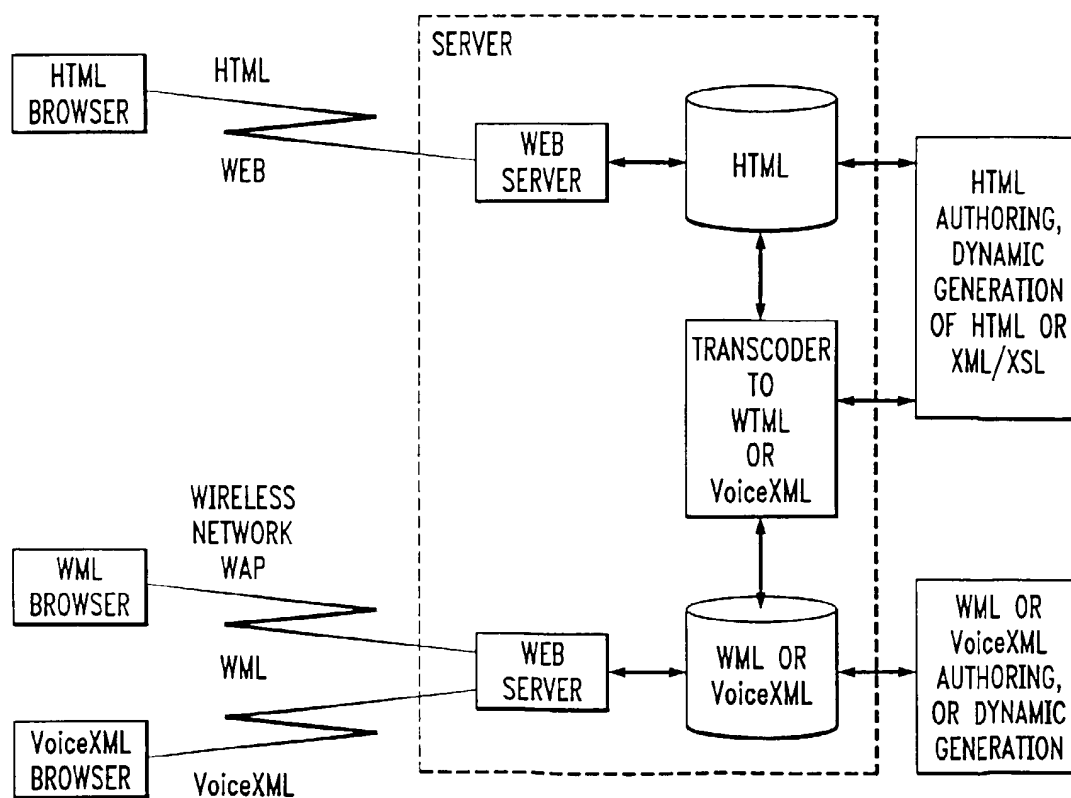 SERVER
HTML
BROWSER
HTML
WEB
WEB
SERVER
HTML
HTML
AUTHORING,
DYNAMIC
GENERATION
OF HTML OR
XML/XSL
TRANSCODER
TO
WTML
OR
VoiceXML
WIRELESS
NETWORK
WAP
WML
BROWSER
WML
WEB
SERVER
WML OR
VoiceXML
WML OR
VoiceXML
AUTHORING,
OR DYNAMIC
GENERATION
VoiceXML
BROWSER
VoiceXML